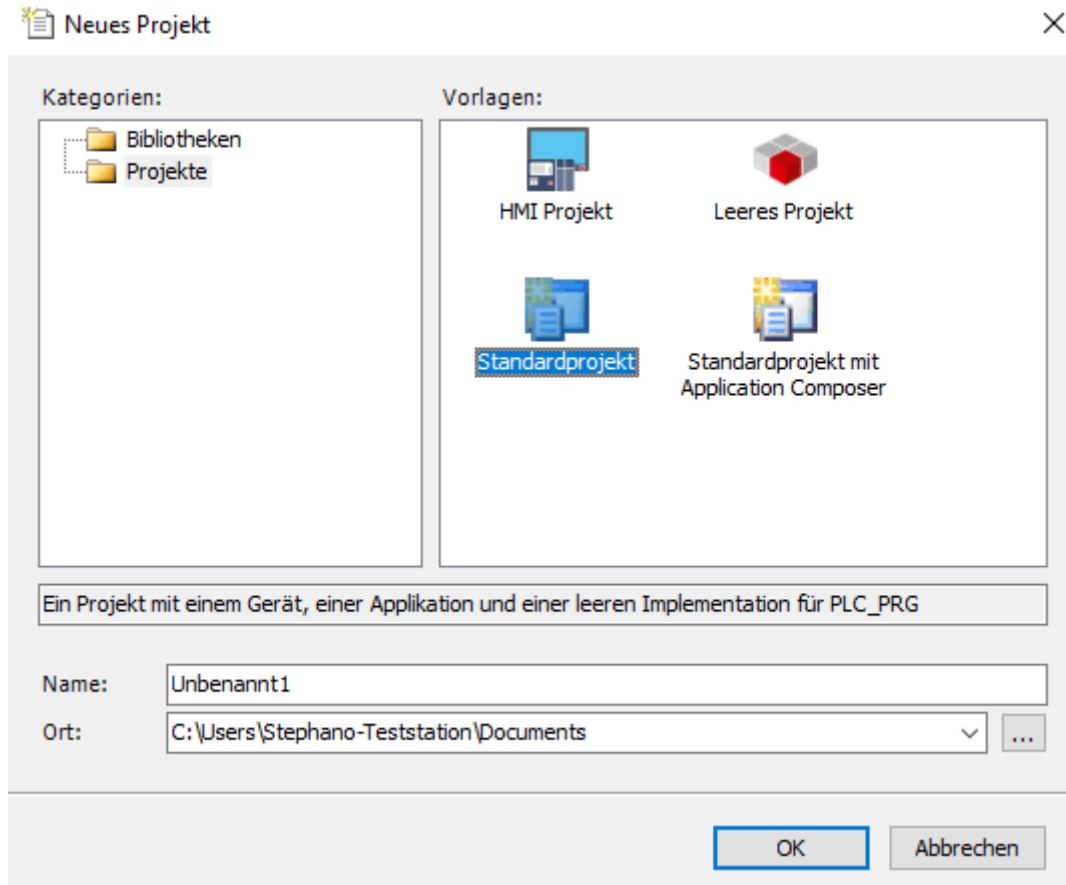 Neues Projekt
Kategorien:
Vorlagen:
Bibliotheken
Projekte
HMI Projekt
Leeres Projekt
Standardprojekt
Standardprojekt mit
Application Composer
Ein Projekt mit einem Gerät, einer Applikation und einer leeren Implementation für PLC_PRG
Name:
Unbenannt1
Ort:
C:\Users\Stephano-Teststation\Documents
...
OK
Abbrechen